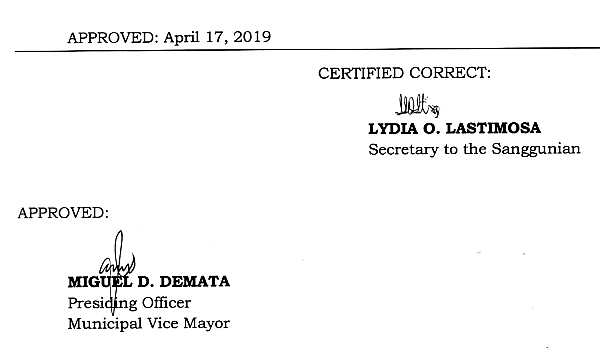 APPROVED: April 17, 2019
CERTIFIED CORRECT:
LYDIA O. LASTIMOSA
Secretary to the Sanggunian
APPROVED:
MIGUEL D. DEMATA
Presiding Officer
Municipal Vice Mayor